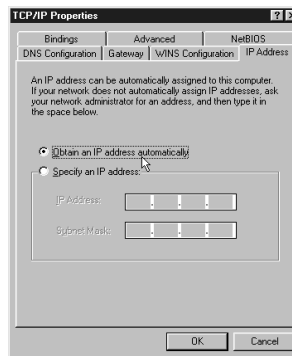 TCP/IP Properties
Bindings
Advanced
NetBIOS
DNS Configuration
Gateway
WINS Configuration
IP Address
An IP address can be automatically assigned to this computer.
If your network does not automatically assign IP addresses, ask
your network administrator for an address, and then type it in
the space below.
Obtain an IP address automatically
Specify an IP address:
IP Address:
Subnet Mask:
OK
Cancel